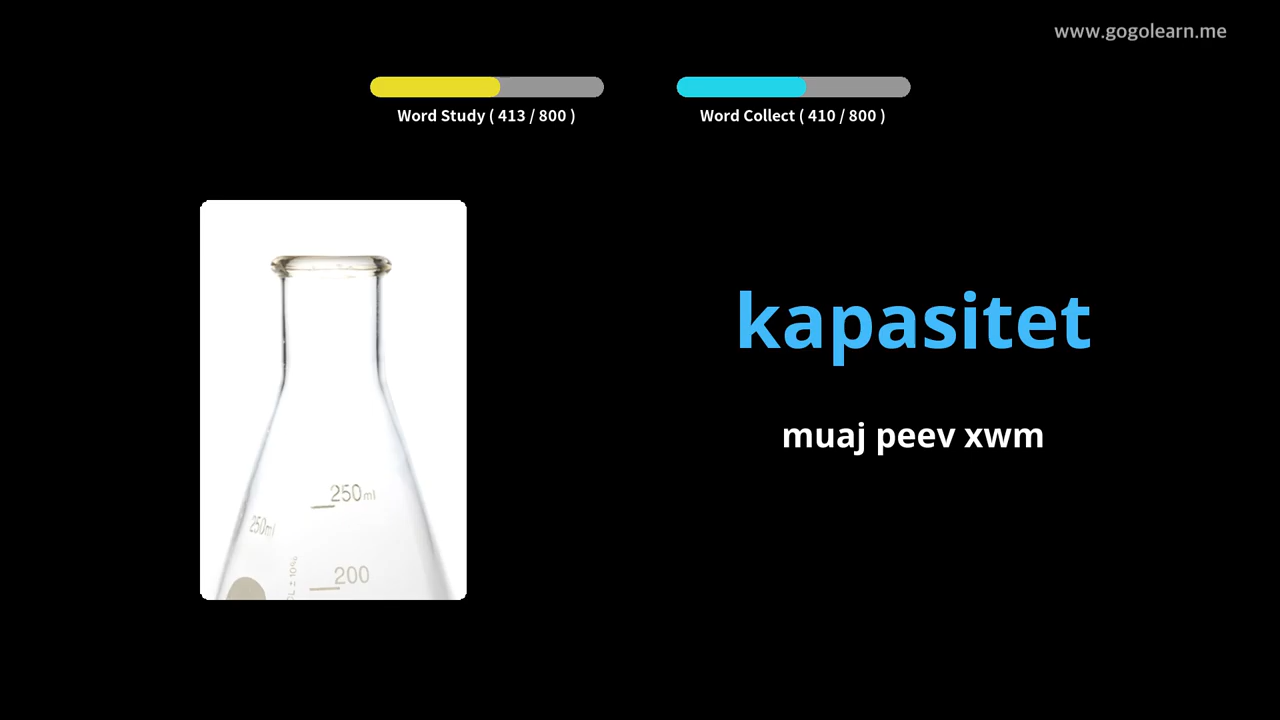 www.gogolearn.me
Word Study ( 413 / 800 )
Word Collect ( 410 / 800 )
kapasitet
muaj peev xwm
250ml
250ml
200